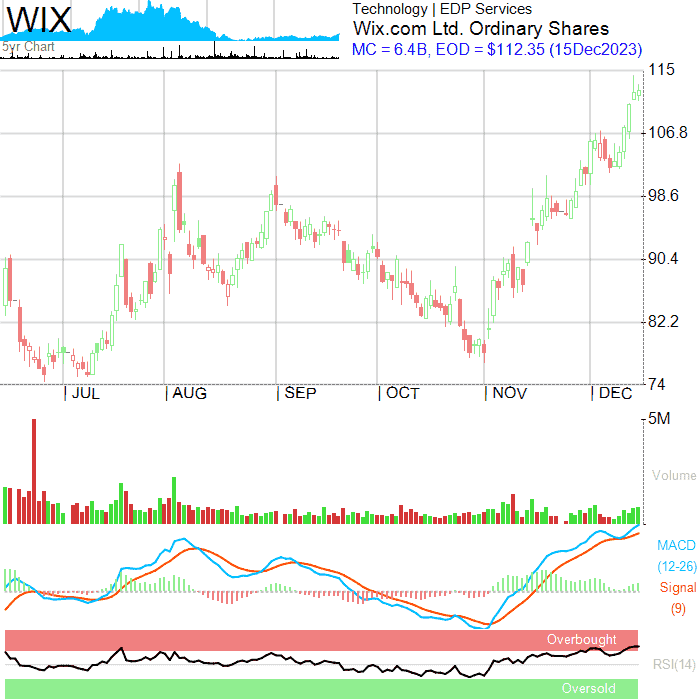 WIX
5yr Chart
Technology | EDP Services
Wix.com Ltd. Ordinary Shares
MC = 6.4B, EOD = $112.35 (15Dec2023)
115
106.8
98.6
90.4
82.2
74
JUL AUG SEP OCT NOV DEC
5M
Volume
MACD
(12-26)
Signal
(9)
Overbought
RSI(14)
Oversold